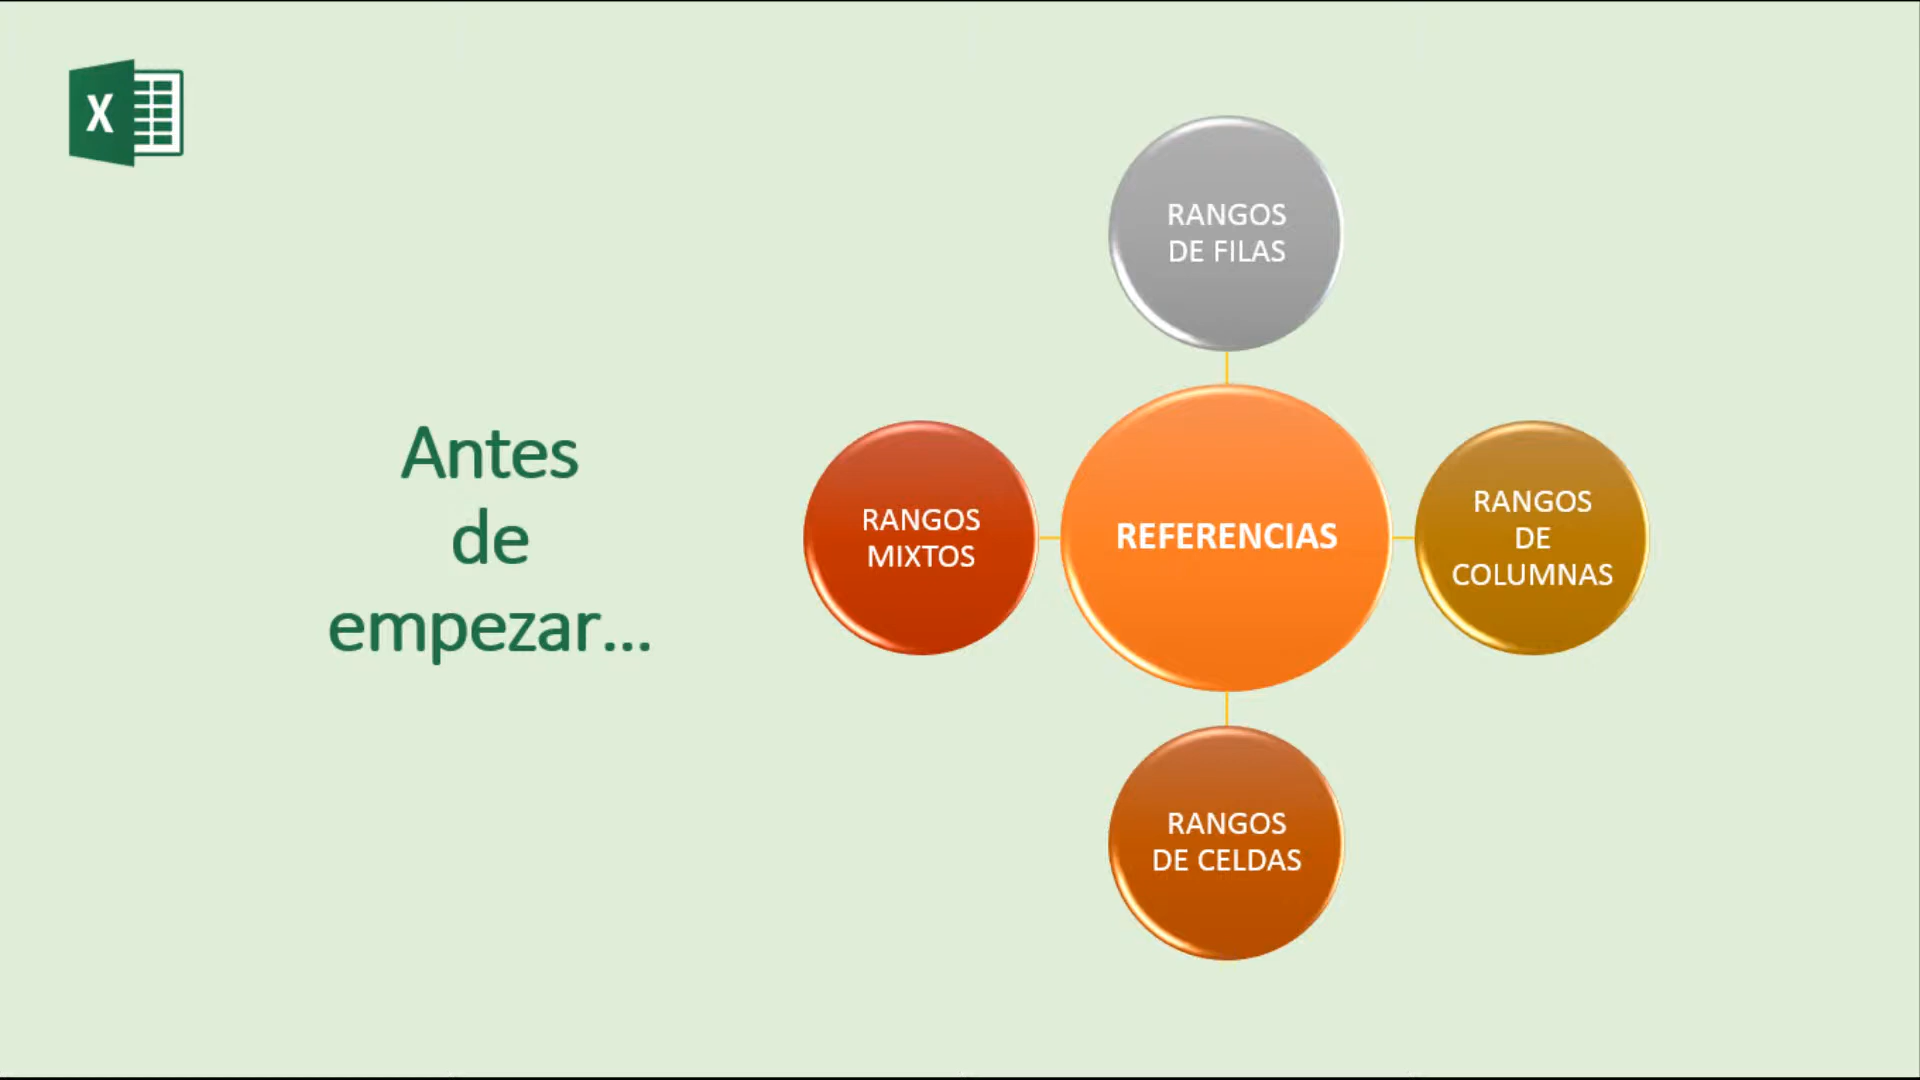 X
Antes
de
empezar...
RANGOS
DE FILAS
RANGOS
MIXTOS
REFERENCIAS
RANGOS
DE
COLUMNAS
RANGOS
DE CELDAS